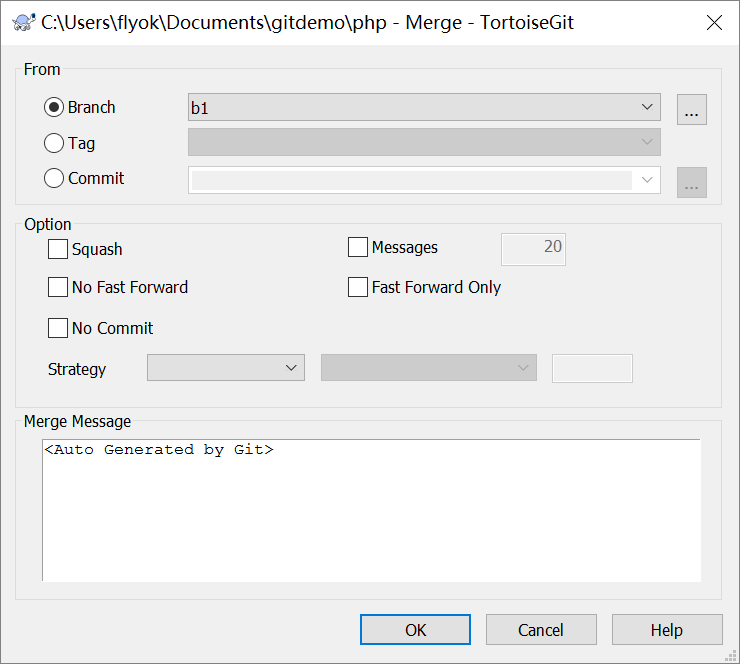 C:\Users\flyok\Documents\gitdemo\php - Merge - TortoiseGit
From
Branch
b1
...
Tag
Commit
...
Option
Squash
Messages
20
No Fast Forward
Fast Forward Only
No Commit
Strategy
Merge Message
<Auto Generated by Git>
OK
Cancel
Help